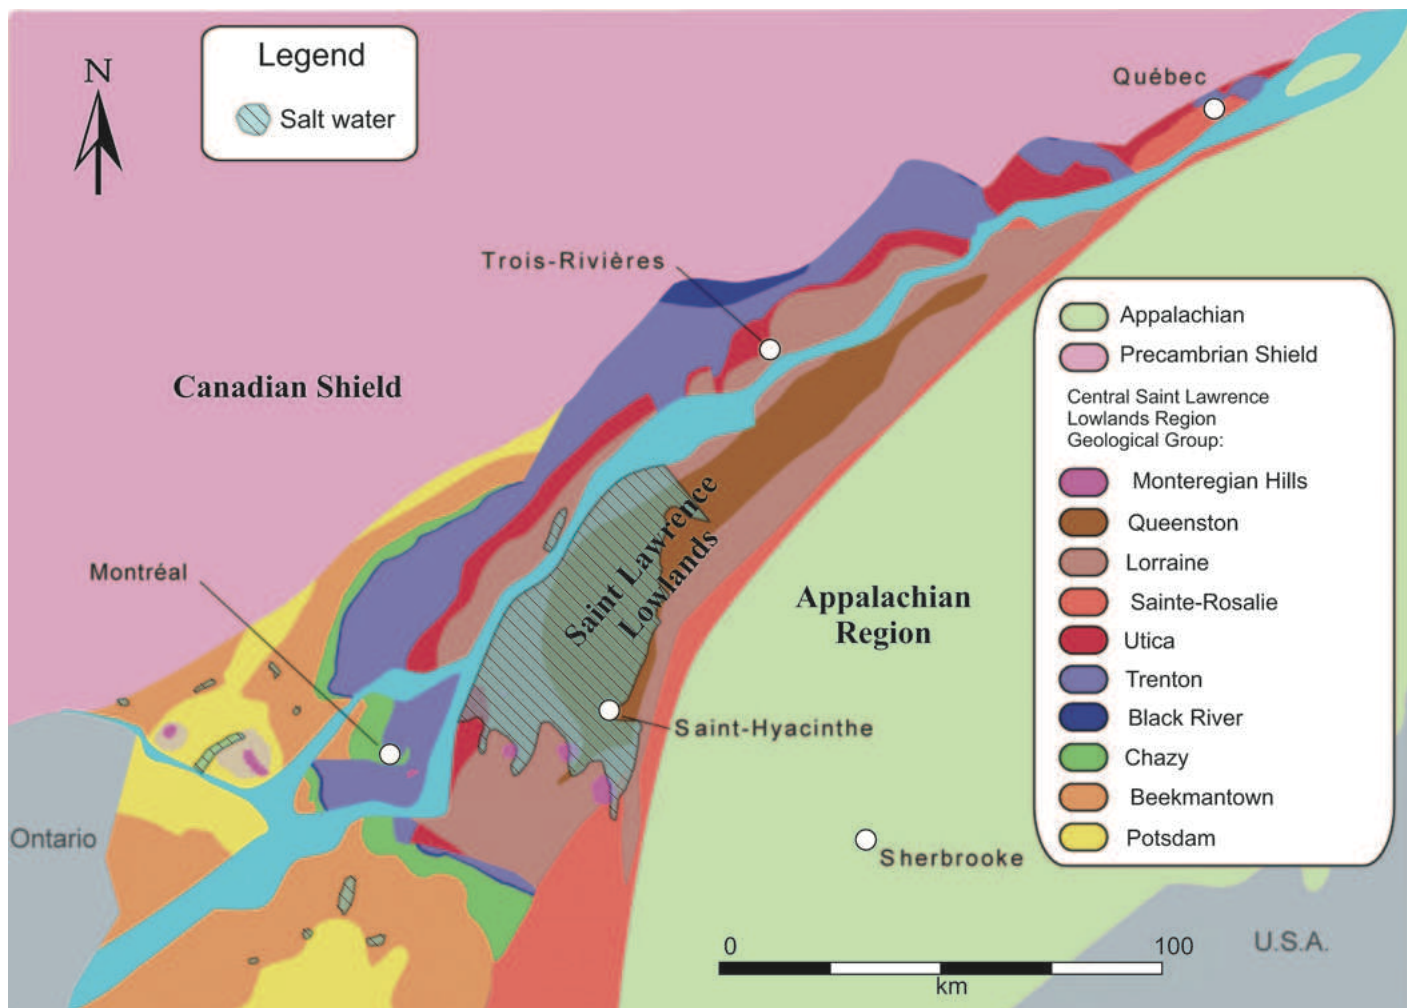 Legend
Salt water
N
Québec
Trois-Rivières
Canadian Shield
Appalachian
Precambrian Shield
Central Saint Lawrence
Lowlands Region
Geological Group:
Monteregian Hills
Queenston
Lorraine
Sainte-Rosalie
Utica
Trenton
Black River
Chazy
Beekmantown
Potsdam
Saint Lawrence
Lowlands
Montréal
Appalachian
Region
Saint-Hyacinthe
Ontario
Sherbrooke
U.S.A.
0
100
km